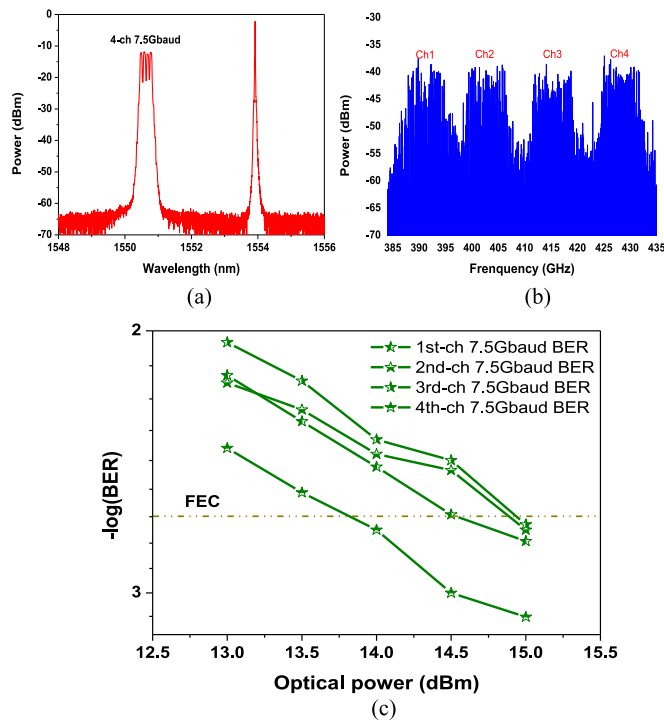 0
-10
-20
-30
-40
-50
-60
-70
Power (dBm)
4-ch 7.5Gbaud
1548 1550 1552 1554 1556
Wavelength (nm)
(a)
-30
-35
-40
-45
-50
-55
-60
-65
-70
Power (dBm)
Ch1 Ch2 Ch3 Ch4
385 390 395 400 405 410 415 420 425 430 435
Frenquency (GHz)
(b)
2
3
-log(BER)
1st-ch 7.5Gbaud BER
2nd-ch 7.5Gbaud BER
3rd-ch 7.5Gbaud BER
4th-ch 7.5Gbaud BER
FEC
12.5 13.0 13.5 14.0 14.5 15.0 15.5
Optical power (dBm)
(c)